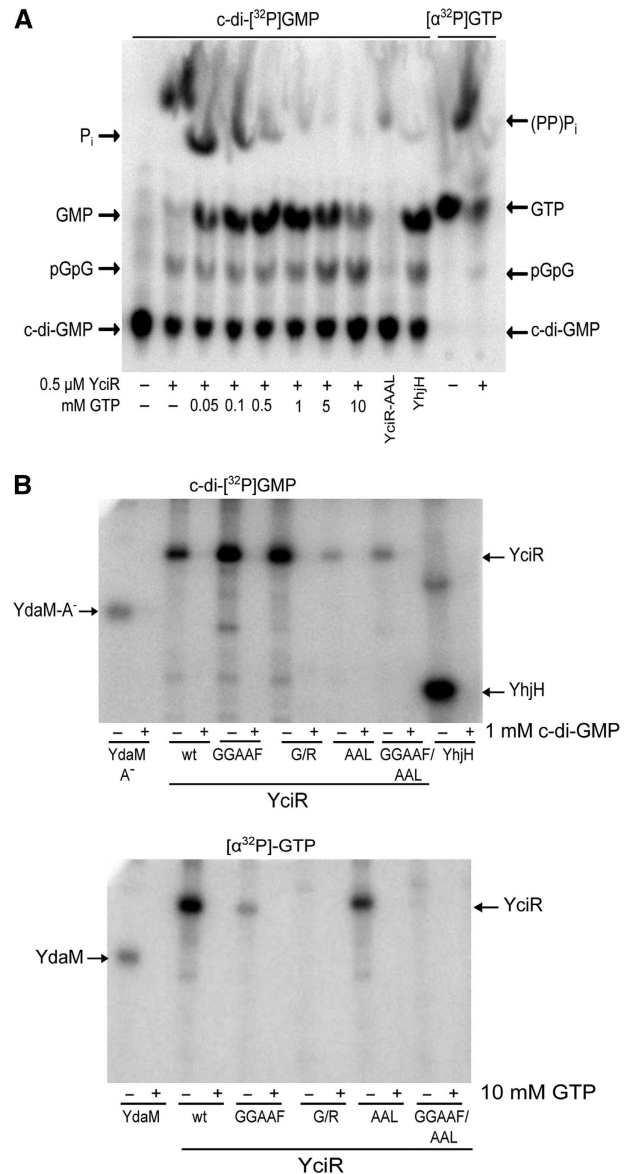 A
c-di-[³²P]GMP [α³²P]GTP
Pᵢ (PP)Pᵢ
GMP GTP
pGpG pGpG
c-di-GMP c-di-GMP
0.5 µM YciR – + + + + + + + YciR-AAL YhjH – +
mM GTP – – 0.05 0.1 0.5 1 5 10
B
c-di-[³²P]GMP
YciR
YdaM-A⁻
YhjH
– + – + – + – + – + – + – + 1 mM c-di-GMP
YdaM wt GGAAF G/R AAL GGAAF/ YhjH
A⁻ AAL
YciR
[α³²P]-GTP
YciR
YdaM
– + – + – + – + – + – + 10 mM GTP
YdaM wt GGAAF G/R AAL GGAAF/
AAL
YciR